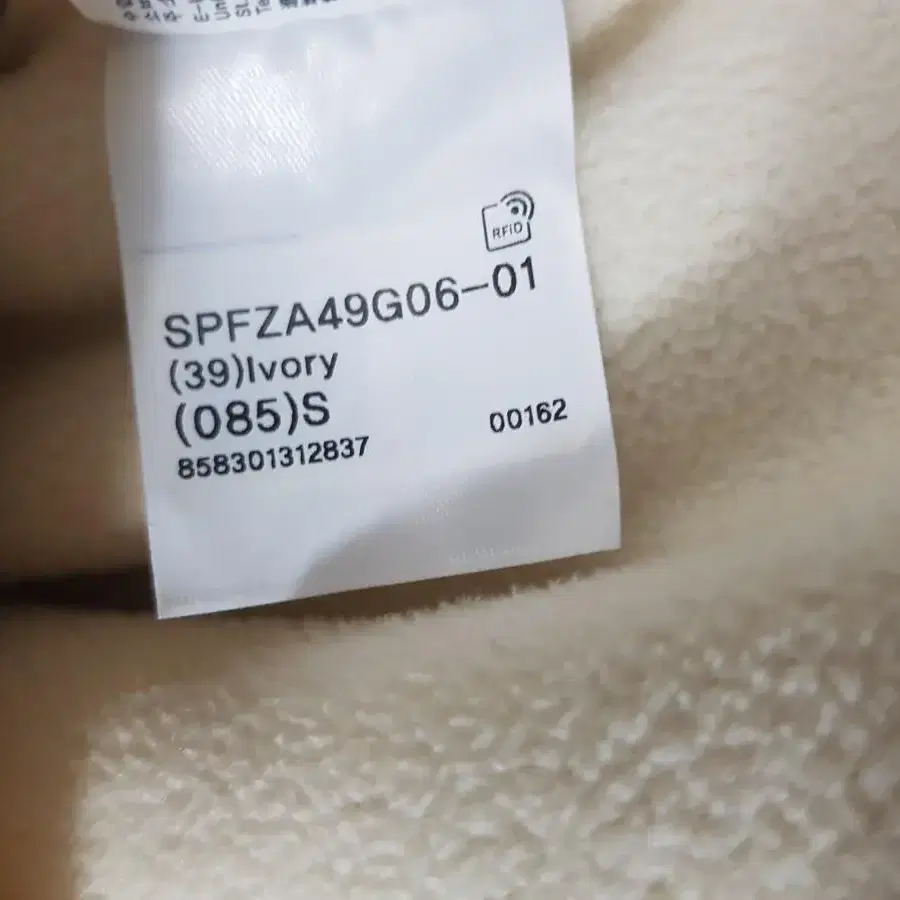 RFID
SPFZA49G06-01
(39)Ivory
(085)S
858301312837 00162